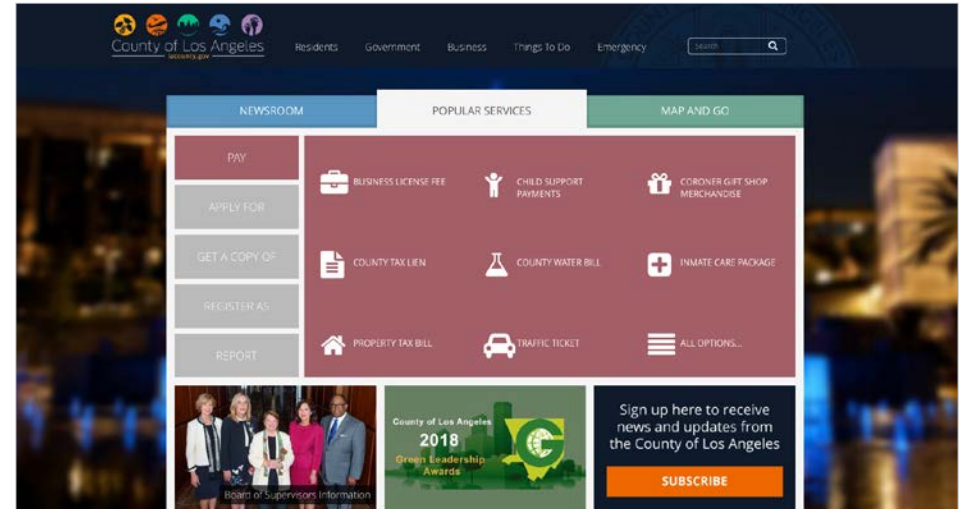 County of Los Angeles
lacounty.gov
Residents Government Business Things To Do Emergency Search
NEWSROOM POPULAR SERVICES MAP AND GO
PAY
APPLY FOR
GET A COPY OF
REGISTER AS
REPORT
BUSINESS LICENSE FEE
CHILD SUPPORT
PAYMENTS
CORONER GIFT SHOP
MERCHANDISE
COUNTY TAX LIEN
COUNTY WATER BILL
INMATE CARE PACKAGE
PROPERTY TAX BILL
TRAFFIC TICKET
ALL OPTIONS...
Board of Supervisors Information
County of Los Angeles
2018
Green Leadership
Awards
Sign up here to receive
news and updates from
the County of Los Angeles
SUBSCRIBE